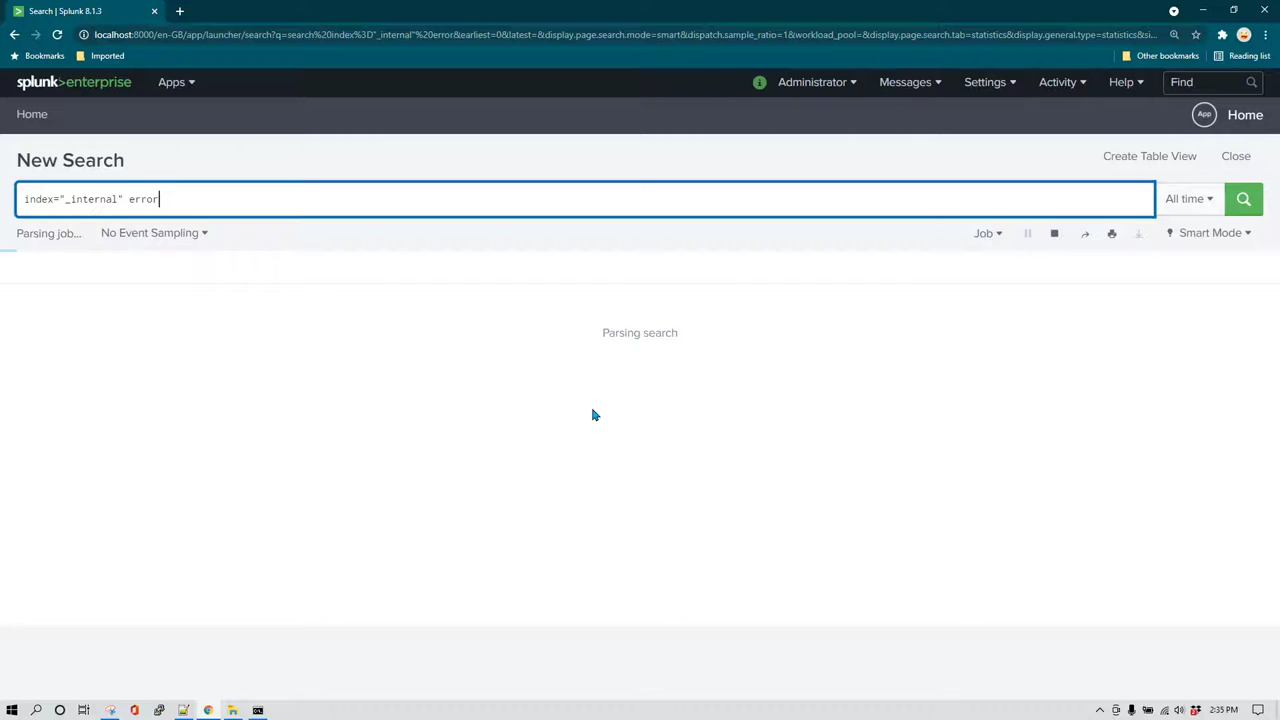 Search | Splunk 8.1.3
localhost:8000/en-GB/app/launcher/search?q=search%20index%3D"_internal"%20error&earliest=0&latest=&display.page.search.mode=smart&dispatch.sample_ratio=1&workload_pool=&display.page.search.tab=statistics&display.general.type=statistics&si...
Bookmarks Imported Other bookmarks Reading list
splunk>enterprise Apps i Administrator Messages Settings Activity Help Find
Home App Home
New Search Create Table View Close
index="_internal" error All time
Parsing job... No Event Sampling Job Smart Mode
Parsing search
2:35 PM